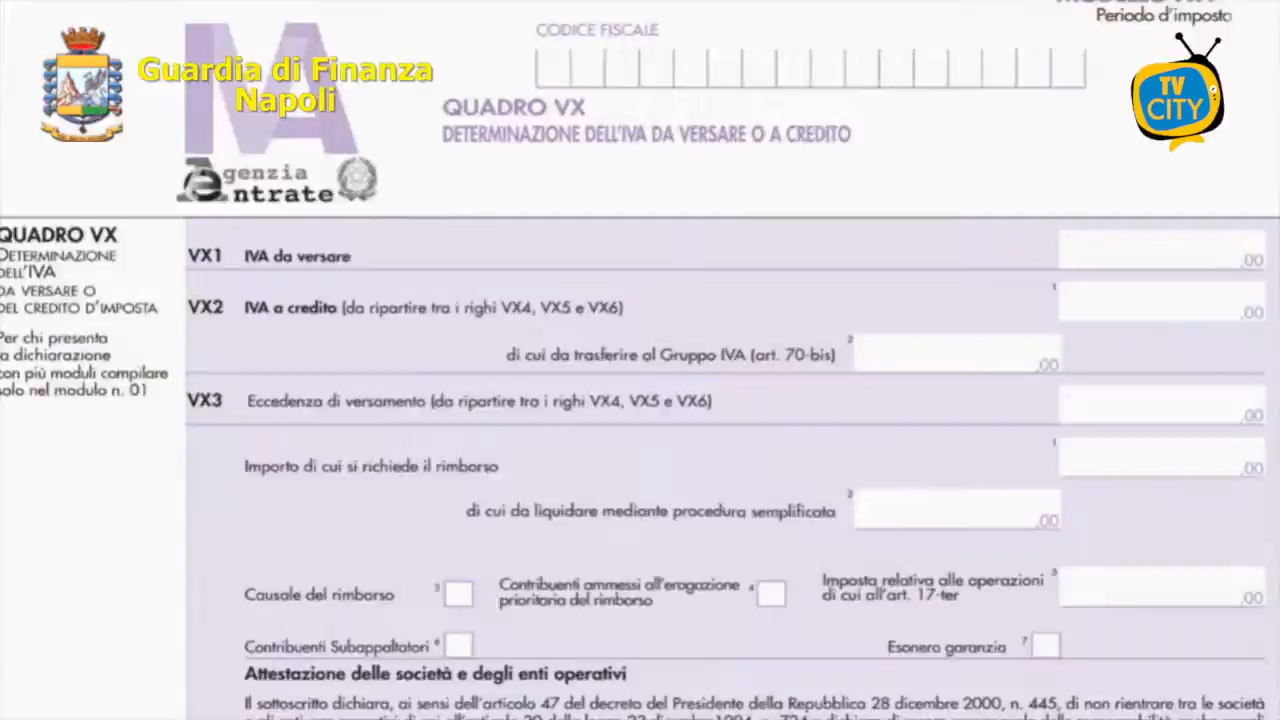 Periodo d'imposta
CODICE FISCALE
Guardia di Finanza
Napoli
TV
CITY
QUADRO VX
DETERMINAZIONE DELL'IVA DA VERSARE O A CREDITO
Agenzia
Entrate
QUADRO VX
DETERMINAZIONE
DELL'IVA
DA VERSARE O
DEL CREDITO D'IMPOSTA
Per chi presenta
la dichiarazione
con più moduli compilare
solo nel modulo n. 01
VX1 IVA da versare ,00
VX2 IVA a credito (da ripartire tra i righi VX4, VX5 e VX6) 1 ,00
di cui da trasferire al Gruppo IVA (art. 70-bis) 2 ,00
VX3 Eccedenza di versamento (da ripartire tra i righi VX4, VX5 e VX6) ,00
Importo di cui si richiede il rimborso 1 ,00
di cui da liquidare mediante procedura semplificata 2 ,00
Causale del rimborso 3
Contribuenti ammessi all'erogazione
prioritaria del rimborso 4
Imposta relativa alle operazioni
di cui all'art. 17-ter 5 ,00
Contribuenti Subappaltatori 6 Esonero garanzia 7
Attestazione delle società e degli enti operativi
Il sottoscritto dichiara, ai sensi dell'articolo 47 del decreto del Presidente della Repubblica 28 dicembre 2000, n. 445, di non rientrare tra le società